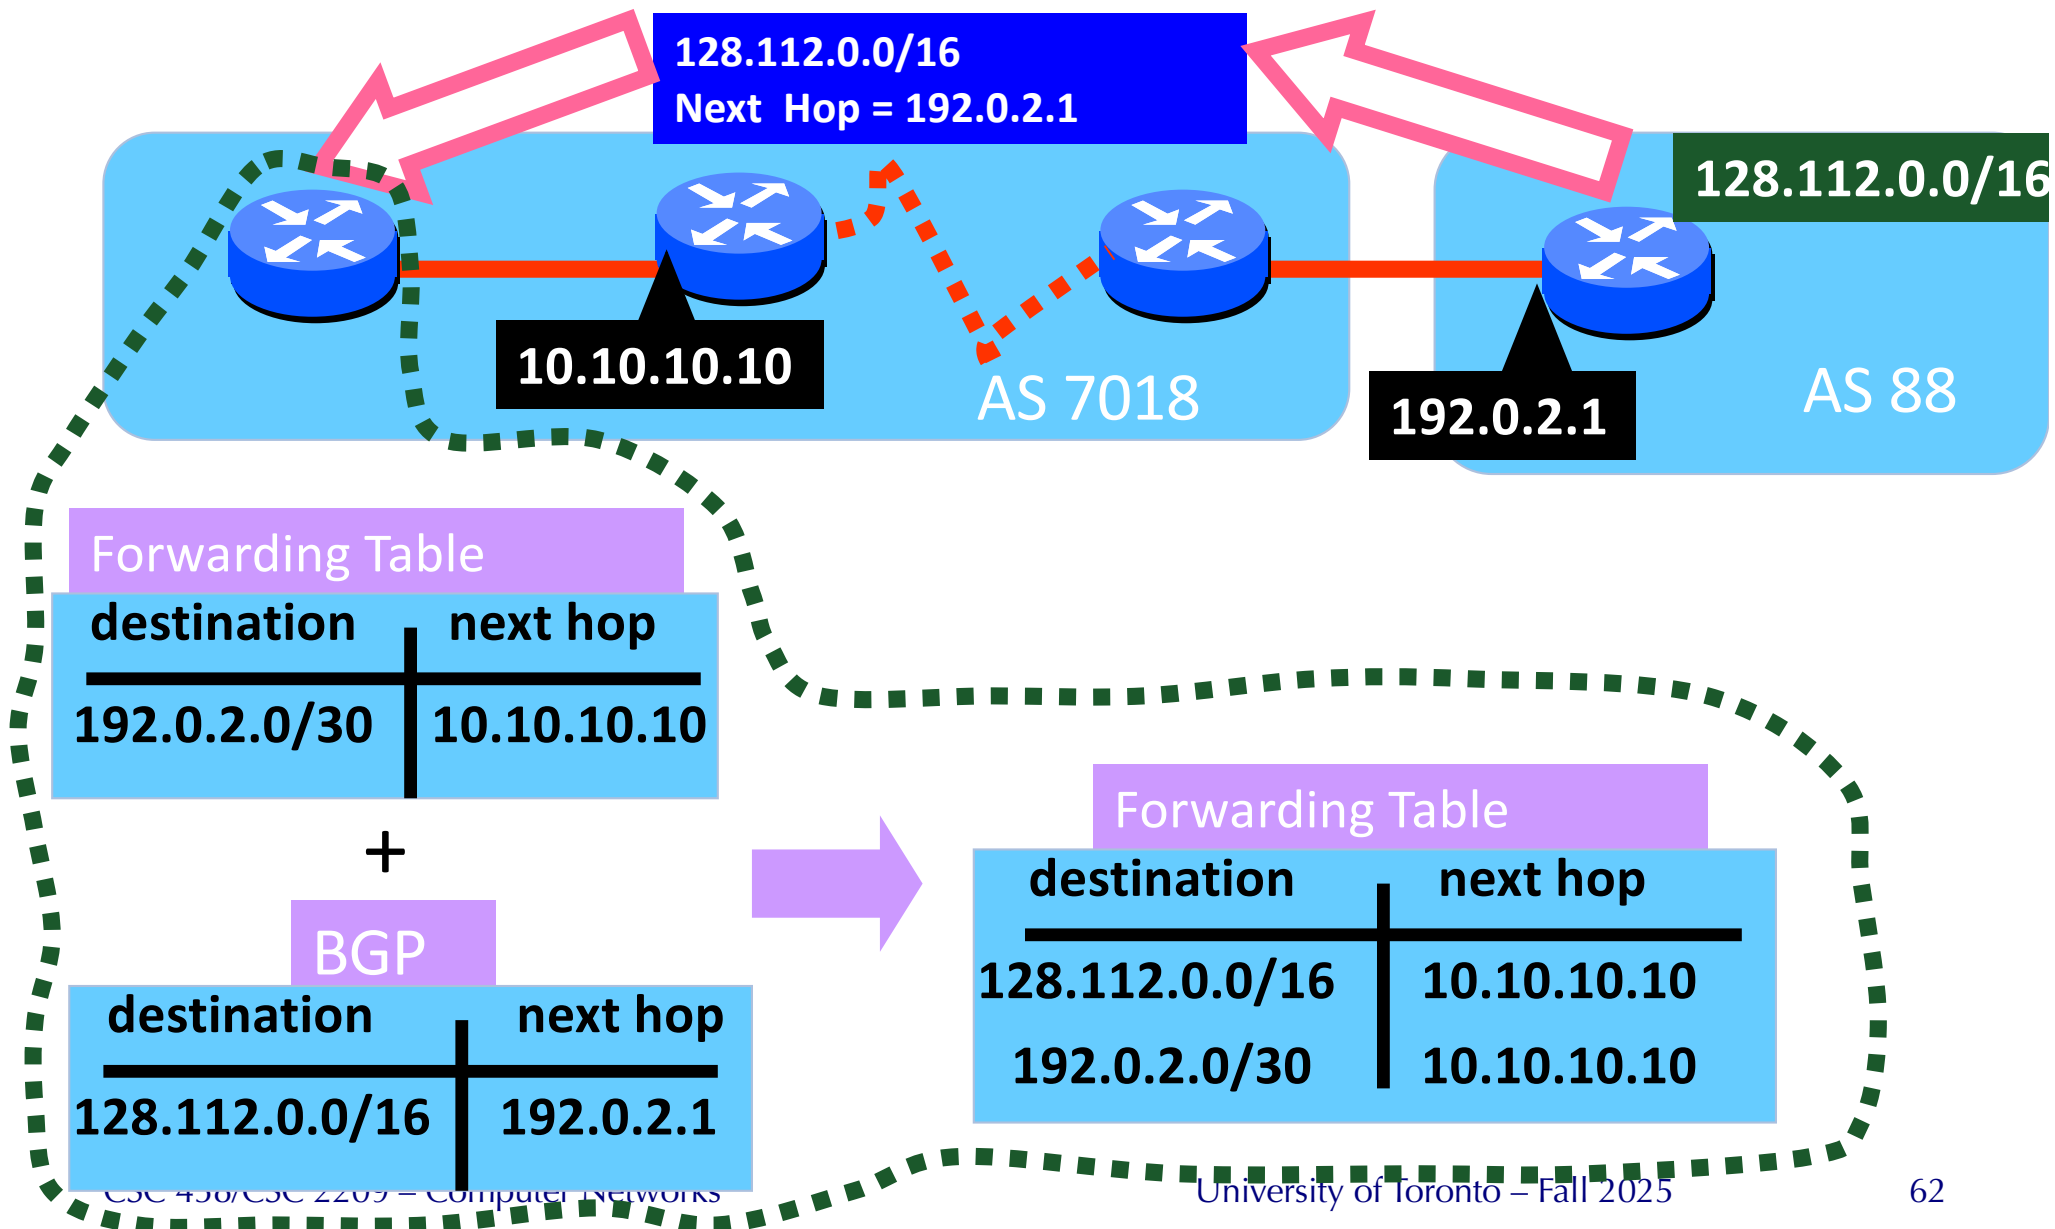 128.112.0.0/16
Next Hop = 192.0.2.1
128.112.0.0/16
10.10.10.10
AS 7018
192.0.2.1
AS 88
Forwarding Table
destination next hop
192.0.2.0/30 10.10.10.10
+
BGP
destination next hop
128.112.0.0/16 192.0.2.1
Forwarding Table
destination next hop
128.112.0.0/16 10.10.10.10
192.0.2.0/30 10.10.10.10
CSC 458/CSC 2209 – Computer Networks
University of Toronto – Fall 2025
62